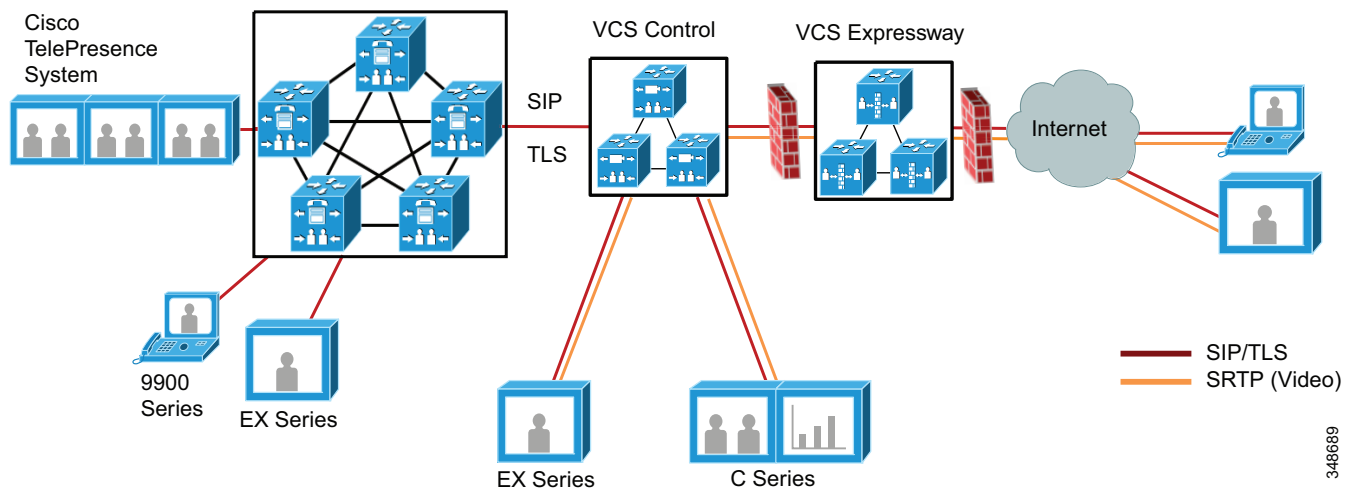 Cisco
TelePresence
System
VCS Control
VCS Expressway
SIP
TLS
Internet
9900
Series
EX Series
EX Series
C Series
SIP/TLS
SRTP (Video)
348689